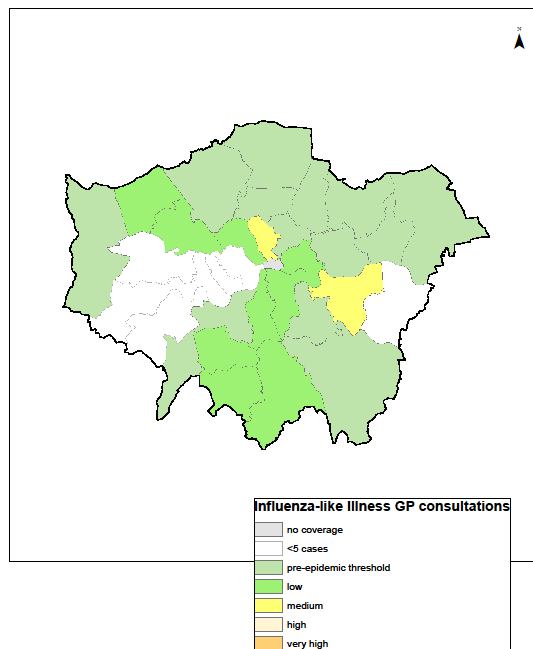 Influenza-like Illness GP consultations
no coverage
<5 cases
pre-epidemic threshold
low
medium
high
very high